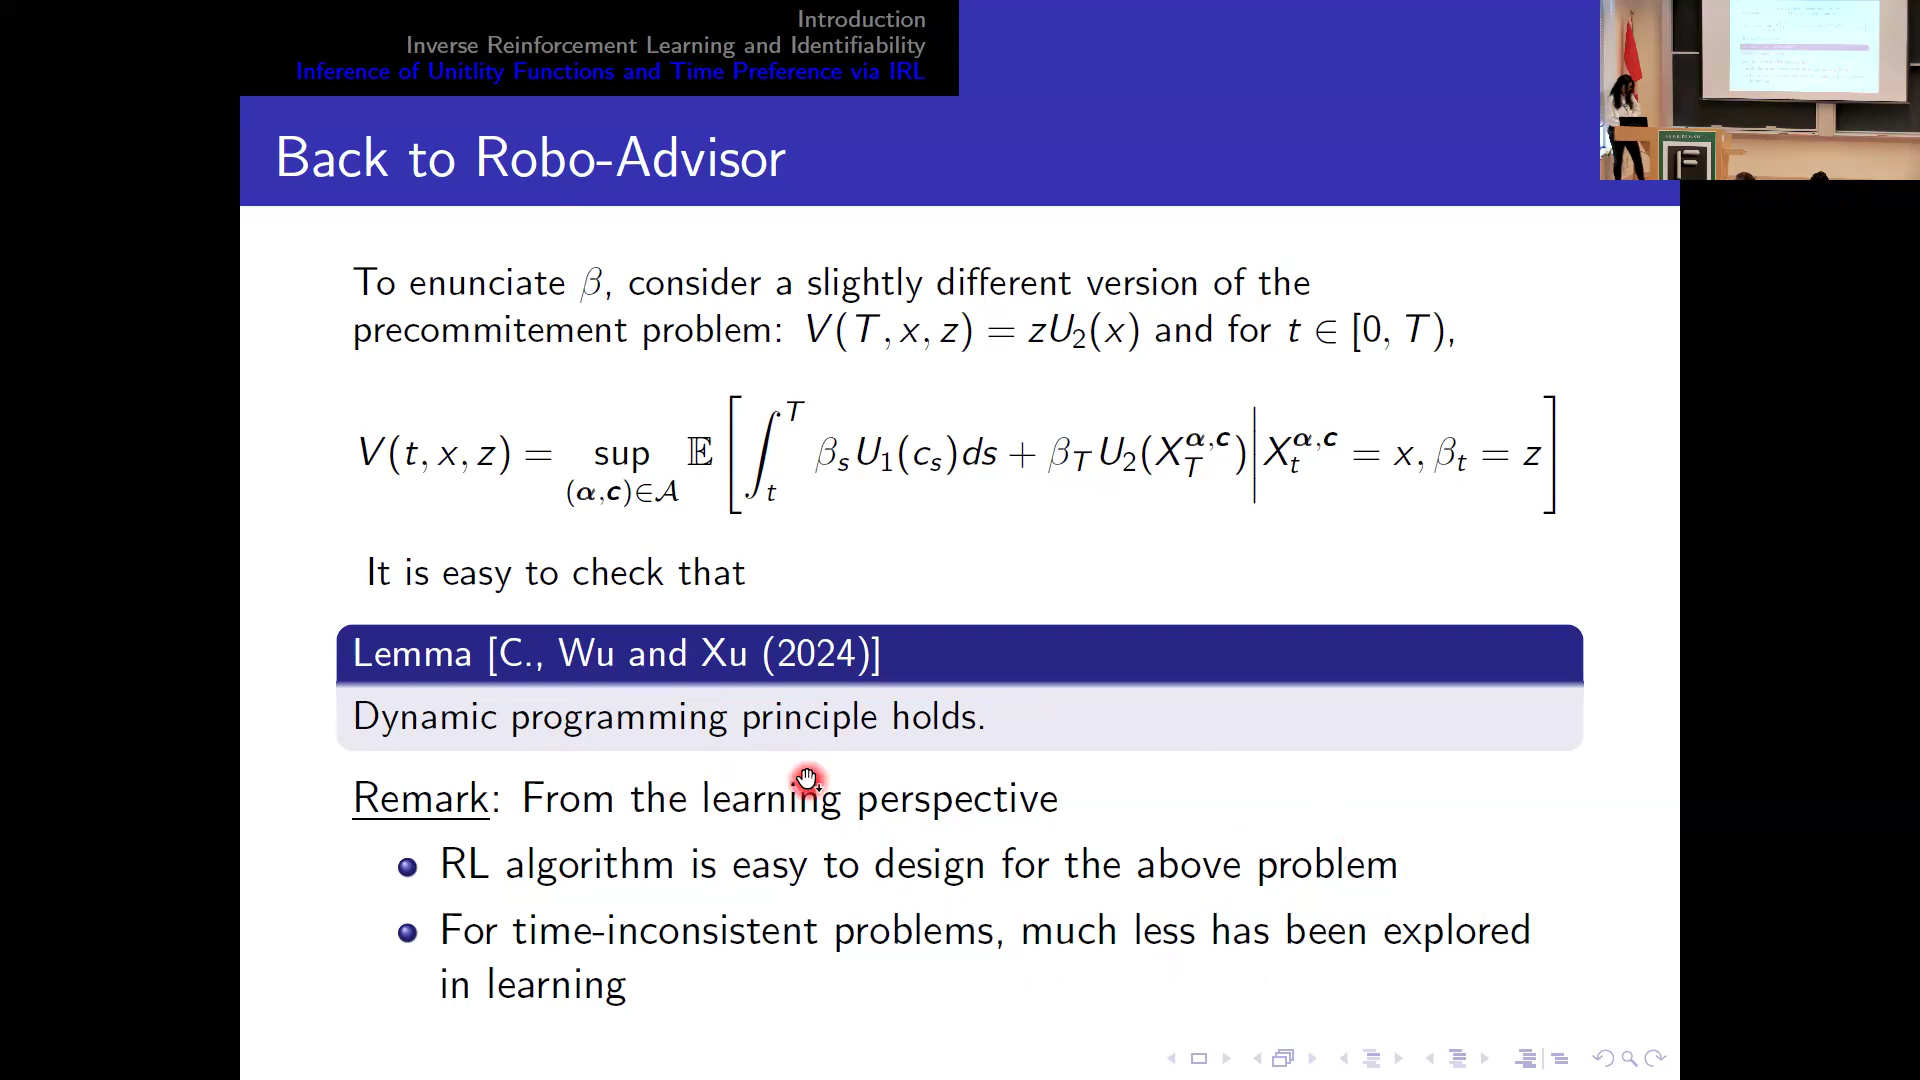 Introduction
Inverse Reinforcement Learning and Identifiability
Inference of Unitlity Functions and Time Preference via IRL
Back to Robo-Advisor
To enunciate β, consider a slightly different version of the
precommitement problem: V(T, x, z) = zU₂(x) and for t ∈ [0, T),
V(t, x, z) = sup_{(α,c)∈𝒜} 𝔼 [ ∫_t^T β_s U₁(c_s)ds + β_T U₂(X_T^{α,c}) | X_t^{α,c} = x, β_t = z ]
It is easy to check that
Lemma [C., Wu and Xu (2024)]
Dynamic programming principle holds.
Remark: From the learning perspective
RL algorithm is easy to design for the above problem
For time-inconsistent problems, much less has been explored
in learning